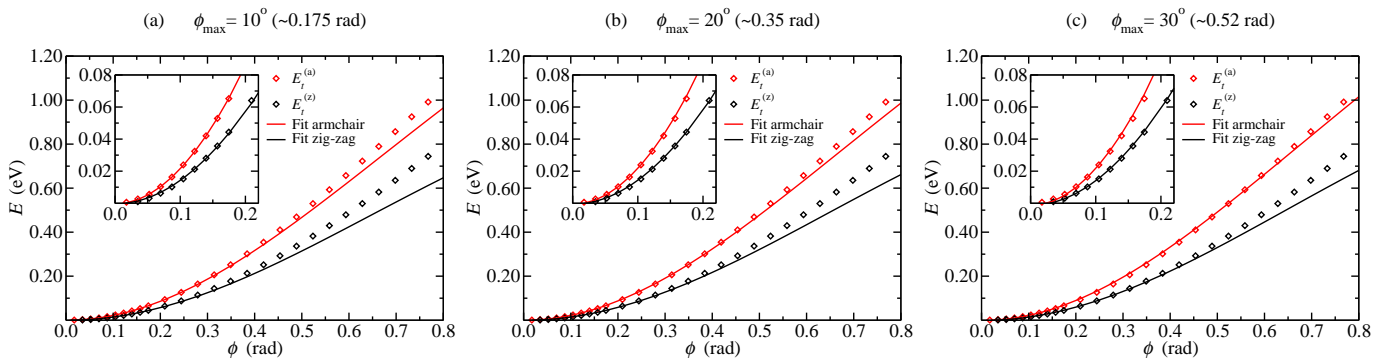 (a) ϕmax= 10° (~0.175 rad)
E (eV)
1.20
1.00
0.80
0.60
0.40
0.20
0.08
0.06
0.04
0.02
0.1
0.2
Et(a)
Et(z)
Fit armchair
Fit zig-zag
0.0 0.1 0.2 0.3 0.4 0.5 0.6 0.7 0.8
ϕ (rad)
(b) ϕmax= 20° (~0.35 rad)
E (eV)
1.20
1.00
0.80
0.60
0.40
0.20
0.08
0.06
0.04
0.02
0.1
0.2
Et(a)
Et(z)
Fit armchair
Fit zig-zag
0.0 0.1 0.2 0.3 0.4 0.5 0.6 0.7 0.8
ϕ (rad)
(c) ϕmax= 30° (~0.52 rad)
E (eV)
1.20
1.00
0.80
0.60
0.40
0.20
0.08
0.06
0.04
0.02
0.1
0.2
Et(a)
Et(z)
Fit armchair
Fit zig-zag
0.0 0.1 0.2 0.3 0.4 0.5 0.6 0.7 0.8
ϕ (rad)